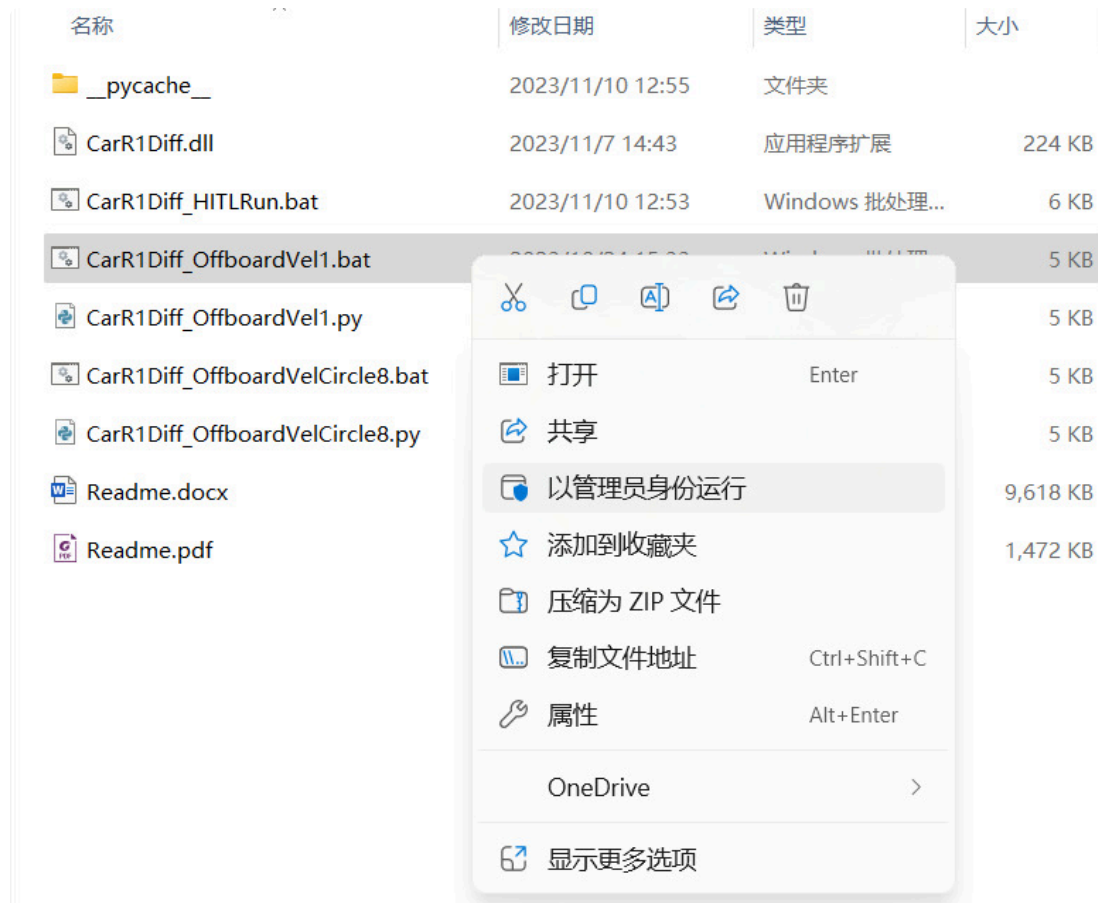 名称 修改日期 类型 大小
__pycache__ 2023/11/10 12:55 文件夹
CarR1Diff.dll 2023/11/7 14:43 应用程序扩展 224 KB
CarR1Diff_HITLRun.bat 2023/11/10 12:53 Windows 批处理... 6 KB
CarR1Diff_OffboardVel1.bat 5 KB
CarR1Diff_OffboardVel1.py 5 KB
打开 Enter
CarR1Diff_OffboardVelCircle8.bat 5 KB
共享
CarR1Diff_OffboardVelCircle8.py 5 KB
以管理员身份运行
Readme.docx 9,618 KB
添加到收藏夹
Readme.pdf 1,472 KB
压缩为 ZIP 文件
复制文件地址 Ctrl+Shift+C
属性 Alt+Enter
OneDrive
显示更多选项